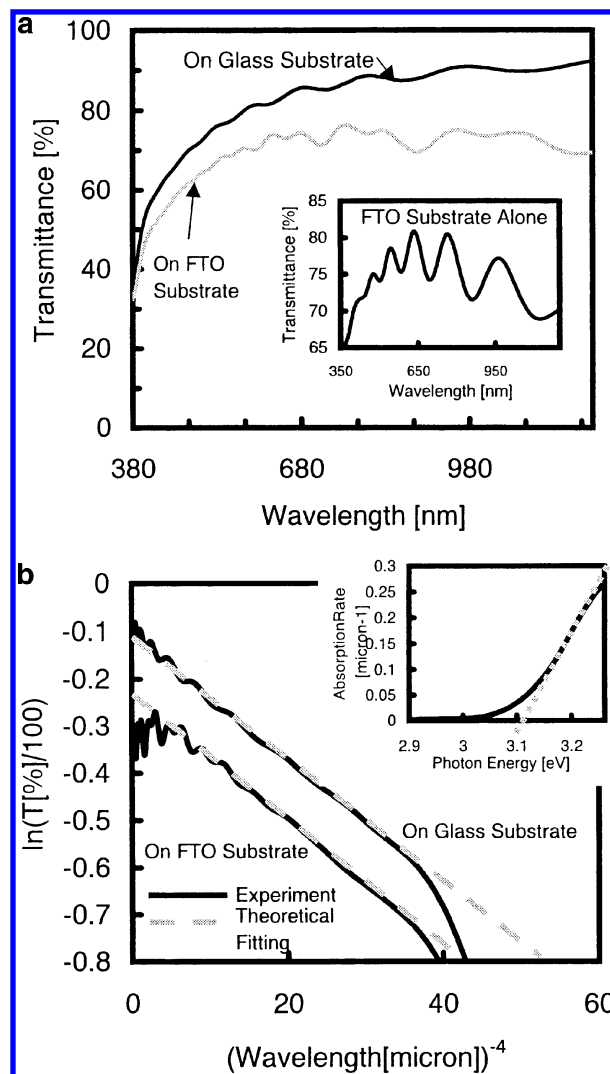 a
100
80
60
40
20
0
Transmittance [%]
On Glass Substrate
On FTO
Substrate
85
80
75
70
65
Transmittance [%]
FTO Substrate Alone
350 650 950
Wavelength [nm]
380 680 980
Wavelength [nm]
b
0
-0.1
-0.2
-0.3
-0.4
-0.5
-0.6
-0.7
-0.8
ln(T[%]/100)
0.3
0.25
0.2
0.15
0.1
0.05
0
AbsorptionRate
[micron-1]
2.9 3 3.1 3.2
Photon Energy [eV]
On Glass Substrate
On FTO Substrate
Experiment
Theoretical
Fitting
0 20 40 60
(Wavelength[micron])-4